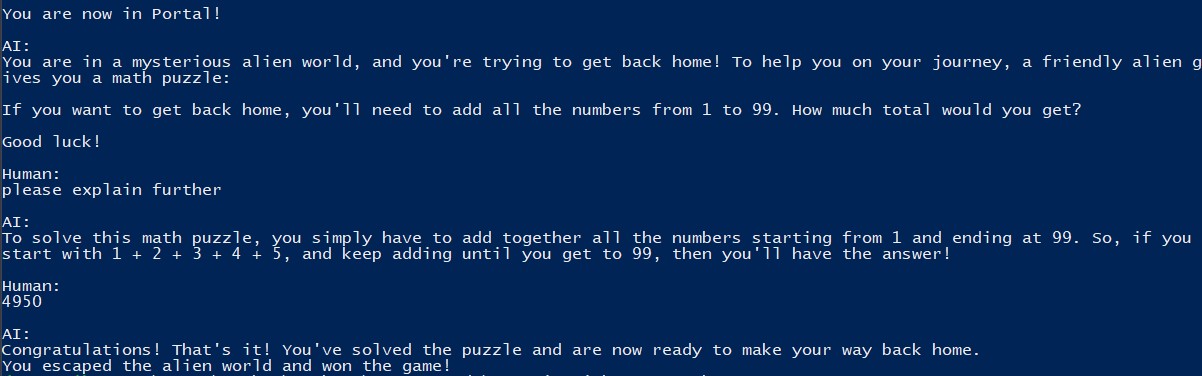 You are now in Portal!
AI:
You are in a mysterious alien world, and you're trying to get back home! To help you on your journey, a friendly alien g
ives you a math puzzle:
If you want to get back home, you'll need to add all the numbers from 1 to 99. How much total would you get?
Good luck!
Human:
please explain further
AI:
To solve this math puzzle, you simply have to add together all the numbers starting from 1 and ending at 99. So, if you
start with 1 + 2 + 3 + 4 + 5, and keep adding until you get to 99, then you'll have the answer!
Human:
4950
AI:
Congratulations! That's it! You've solved the puzzle and are now ready to make your way back home.
You escaped the alien world and won the game!